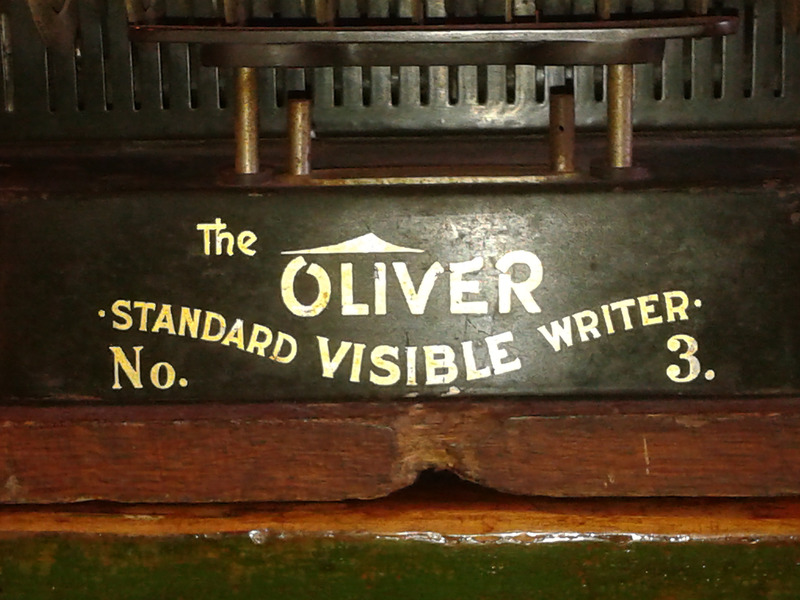 The OLIVER
·STANDARD VISIBLE WRITER·
No. 3.